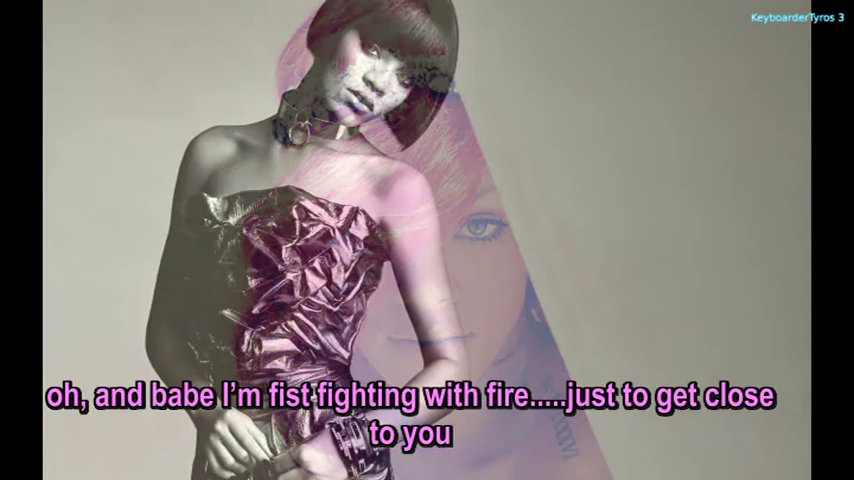 KeyboarderTyros 3
oh, and babe I'm fist fighting with fire.....just to get close
to you